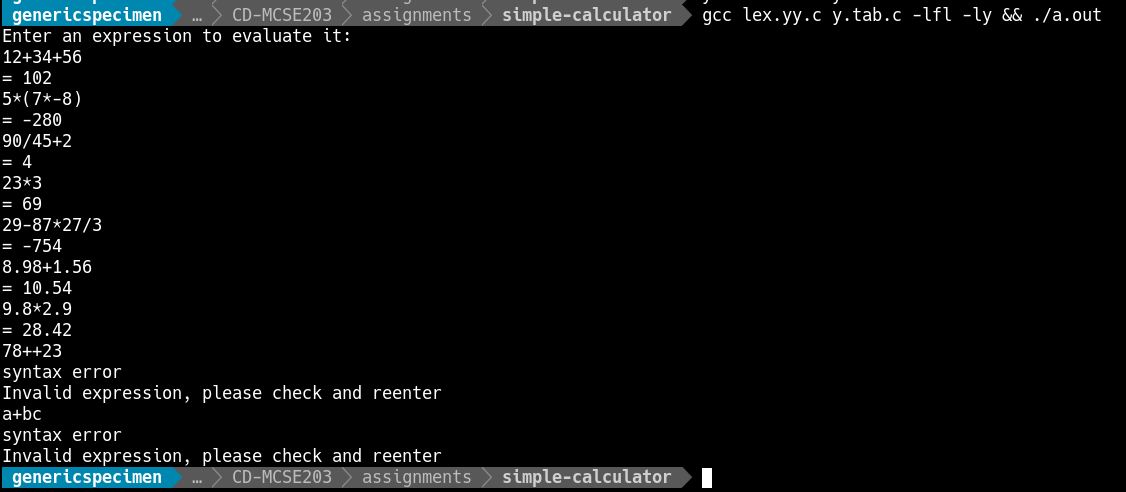 genericspecimen … CD-MCSE203 assignments simple-calculator gcc lex.yy.c y.tab.c -lfl -ly && ./a.out
Enter an expression to evaluate it:
12+34+56
= 102
5*(7*-8)
= -280
90/45+2
= 4
23*3
= 69
29-87*27/3
= -754
8.98+1.56
= 10.54
9.8*2.9
= 28.42
78++23
syntax error
Invalid expression, please check and reenter
a+bc
syntax error
Invalid expression, please check and reenter
genericspecimen … CD-MCSE203 assignments simple-calculator